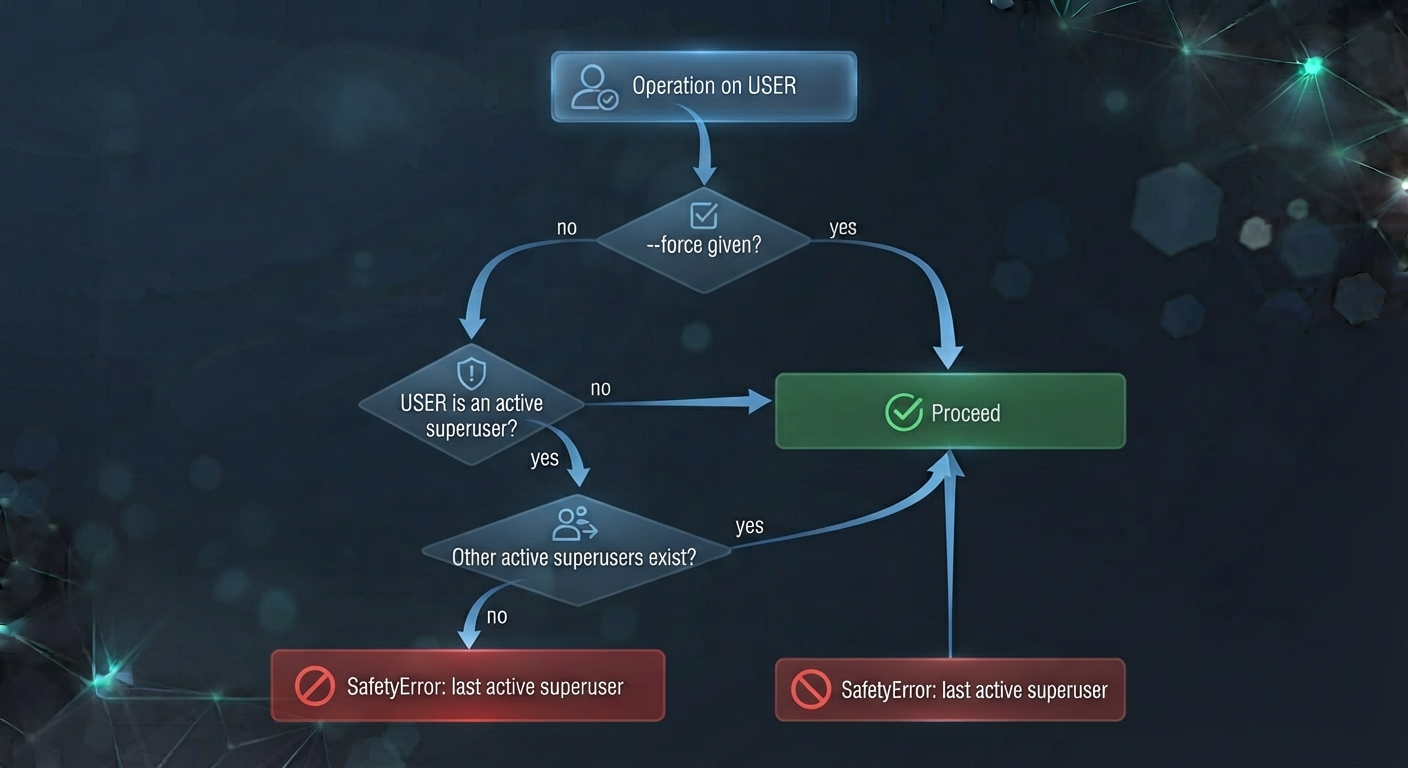 Operation on USER
no
yes
--force given?
no
USER is an active
superuser?
Proceed
yes
yes
Other active superusers exist?
no
SafetyError: last active superuser
SafetyError: last active superuser